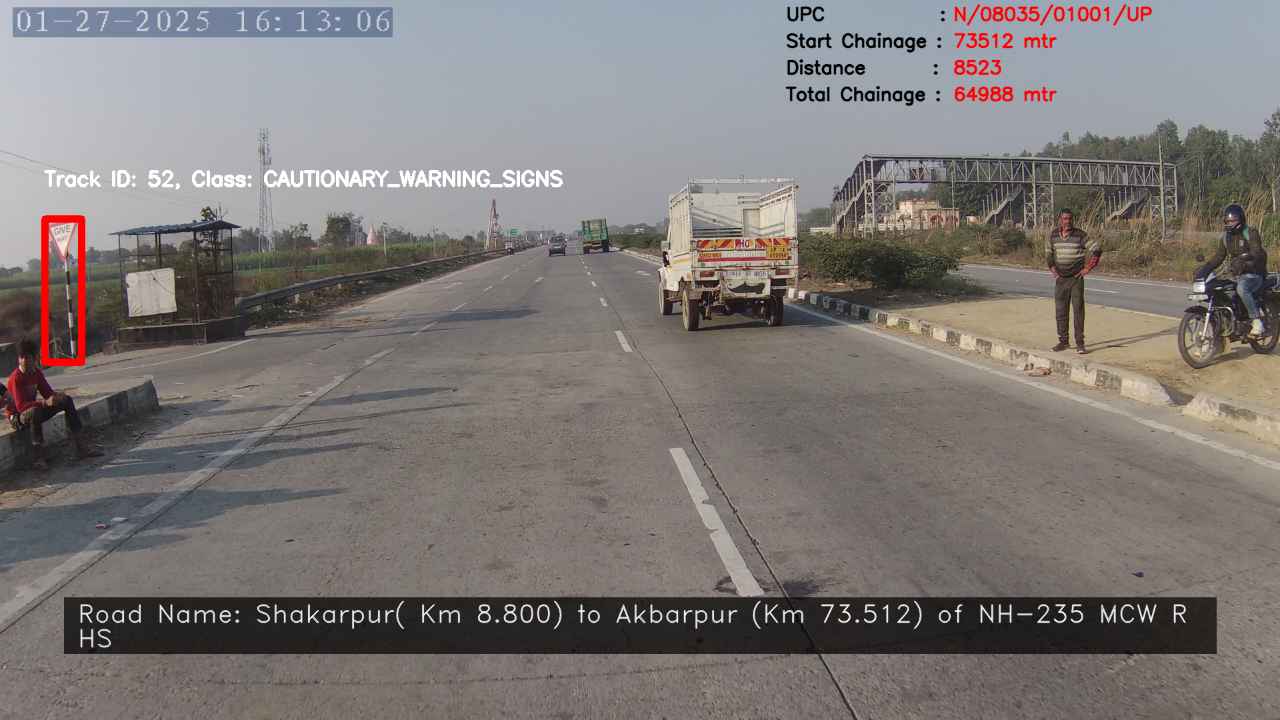 01-27-2025 16:13:06
UPC : N/08035/01001/UP
Start Chainage : 73512 mtr
Distance : 8523
Total Chainage : 64988 mtr
Track ID: 52, Class: CAUTIONARY_WARNING_SIGNS
GIVE
WAY
Road Name: Shakarpur( Km 8.800) to Akbarpur (Km 73.512) of NH-235 MCW R
HS